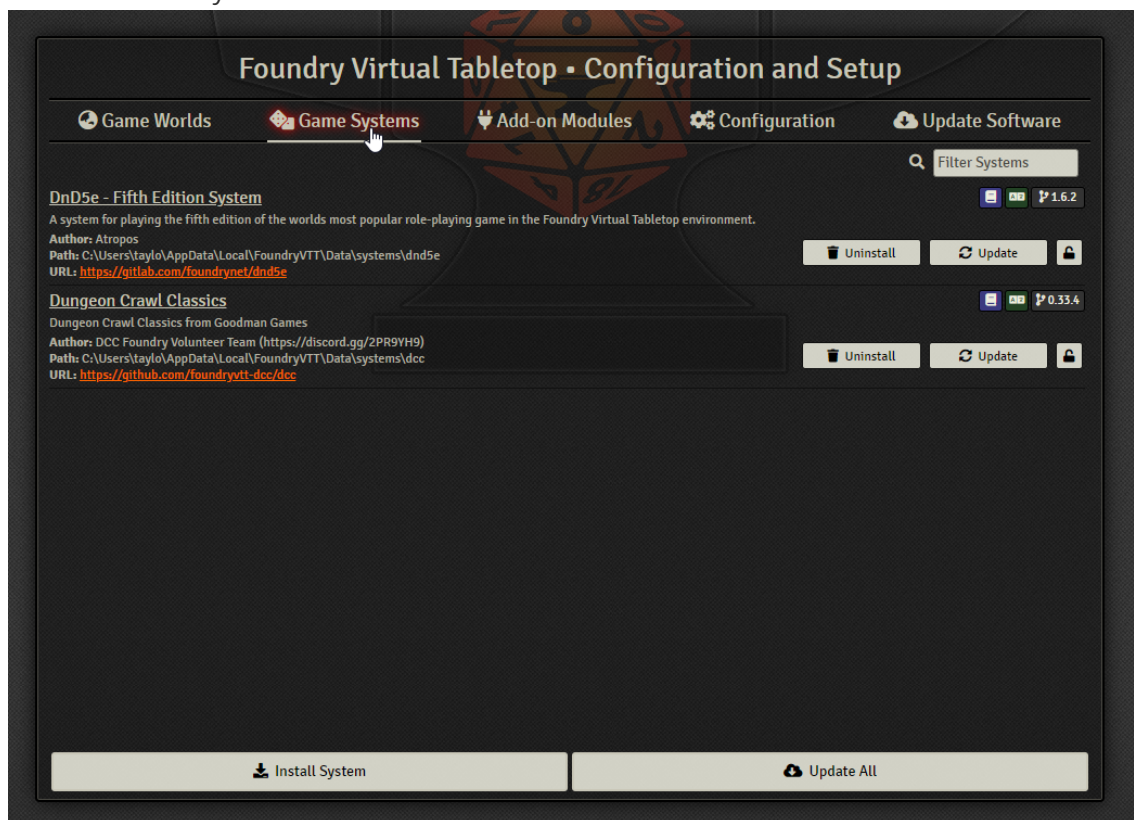 Foundry Virtual Tabletop • Configuration and Setup
Game Worlds Game Systems Add-on Modules Configuration Update Software
Filter Systems
DnD5e - Fifth Edition System 1.6.2
A system for playing the fifth edition of the worlds most popular role-playing game in the Foundry Virtual Tabletop environment.
Author: Atropos
Path: C:\Users\taylo\AppData\Local\FoundryVTT\Data\systems\dnd5e
Uninstall Update
URL: https://gitlab.com/foundrynet/dnd5e
Dungeon Crawl Classics 0.33.4
Dungeon Crawl Classics from Goodman Games
Author: DCC Foundry Volunteer Team (https://discord.gg/2PR9YH9)
Path: C:\Users\taylo\AppData\Local\FoundryVTT\Data\systems\dcc
Uninstall Update
URL: https://github.com/foundryvtt-dcc/dcc
Install System Update All